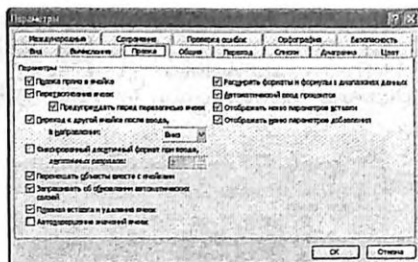 Параметры
Международные Сохранение Проверка ошибок Орфография Безопасность
Вид Вычисления Правка Общие Переход Списки Диаграмма Цвет
Параметры
Правка прямо в ячейке
Перетаскивание ячеек
Предупреждать перед перезаписью ячеек
Переход к другой ячейке после ввода,
в направлении: Вниз
Фиксированный десятичный формат при вводе,
десятичных разрядов:
Перемещать объекты вместе с ячейками
Запрашивать об обновлении автоматических
связей
Плавная вставка и удаление ячеек
Автозавершение значений ячеек
Расширять форматы и формулы в диапазонах данных
Автоматический ввод процентов
Отображать меню параметров вставки
Отображать меню параметров добавления
ОК Отмена